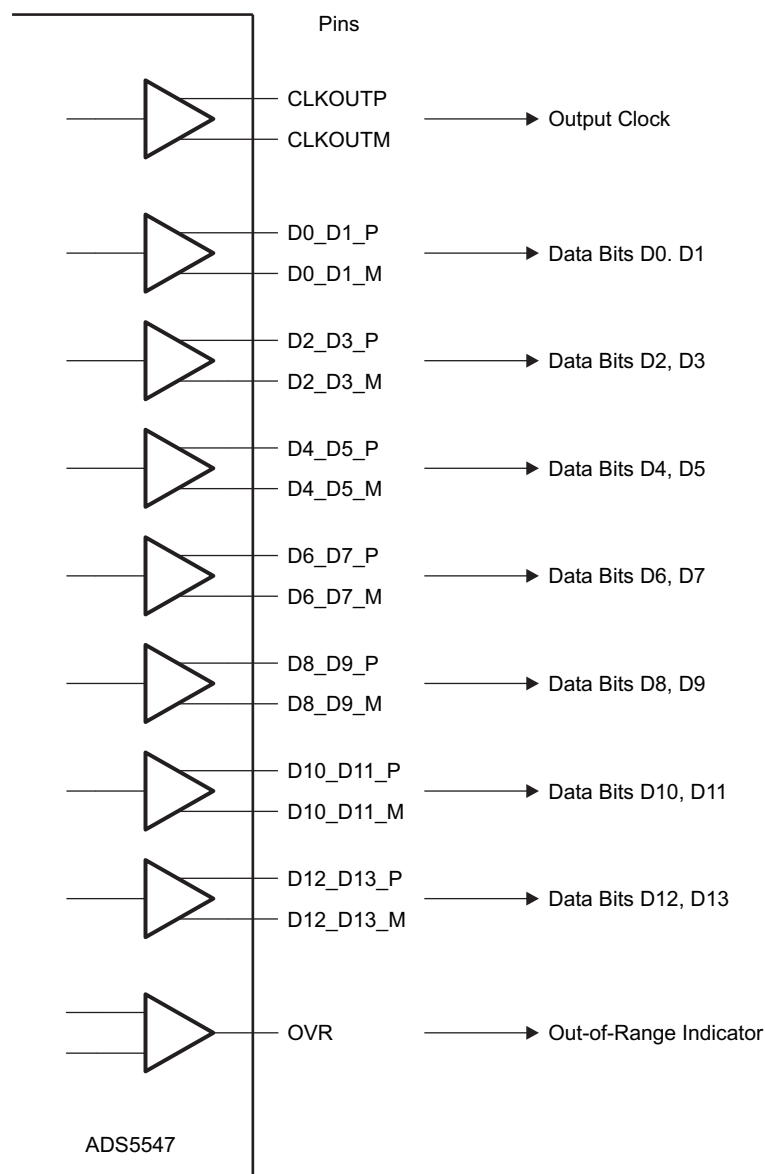 Pins
CLKOUTP
CLKOUTM
Output Clock
D0_D1_P
D0_D1_M
Data Bits D0. D1
D2_D3_P
D2_D3_M
Data Bits D2, D3
D4_D5_P
D4_D5_M
Data Bits D4, D5
D6_D7_P
D6_D7_M
Data Bits D6, D7
D8_D9_P
D8_D9_M
Data Bits D8, D9
D10_D11_P
D10_D11_M
Data Bits D10, D11
D12_D13_P
D12_D13_M
Data Bits D12, D13
OVR
Out-of-Range Indicator
ADS5547